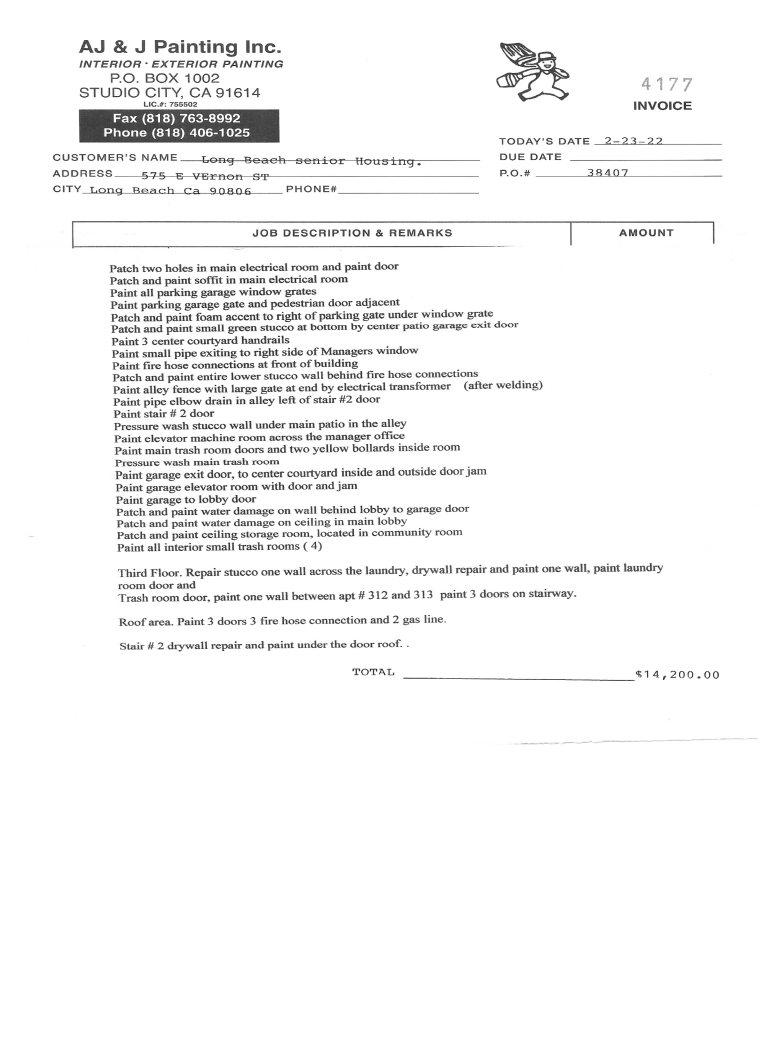 AJ & J Painting Inc.
INTERIOR · EXTERIOR PAINTING
P.O. BOX 1002
STUDIO CITY, CA 91614
LIC.#: 755502
Fax (818) 763-8992
Phone (818) 406-1025
4177
INVOICE
TODAY'S DATE 2-23-22
CUSTOMER'S NAME Long Beach senior Housing.
DUE DATE
ADDRESS 575 E VErnon ST
P.O.# 38407
CITY Long Beach Ca 90806 PHONE#
JOB DESCRIPTION & REMARKS AMOUNT
Patch two holes in main electrical room and paint door
Patch and paint soffit in main electrical room
Paint all parking garage window grates
Paint parking garage gate and pedestrian door adjacent
Patch and paint foam accent to right of parking gate under window grate
Patch and paint small green stucco at bottom by center patio garage exit door
Paint 3 center courtyard handrails
Paint small pipe exiting to right side of Managers window
Paint fire hose connections at front of building
Patch and paint entire lower stucco wall behind fire hose connections
Paint alley fence with large gate at end by electrical transformer (after welding)
Paint pipe elbow drain in alley left of stair #2 door
Paint stair # 2 door
Pressure wash stucco wall under main patio in the alley
Paint elevator machine room across the manager office
Paint main trash room doors and two yellow bollards inside room
Pressure wash main trash room
Paint garage exit door, to center courtyard inside and outside door jam
Paint garage elevator room with door and jam
Paint garage to lobby door
Patch and paint water damage on wall behind lobby to garage door
Patch and paint water damage on ceiling in main lobby
Patch and paint ceiling storage room, located in community room
Paint all interior small trash rooms ( 4)
Third Floor. Repair stucco one wall across the laundry, drywall repair and paint one wall, paint laundry
room door and
Trash room door, paint one wall between apt # 312 and 313 paint 3 doors on stairway.
Roof area. Paint 3 doors 3 fire hose connection and 2 gas line.
Stair # 2 drywall repair and paint under the door roof. .
TOTAL $14,200.00